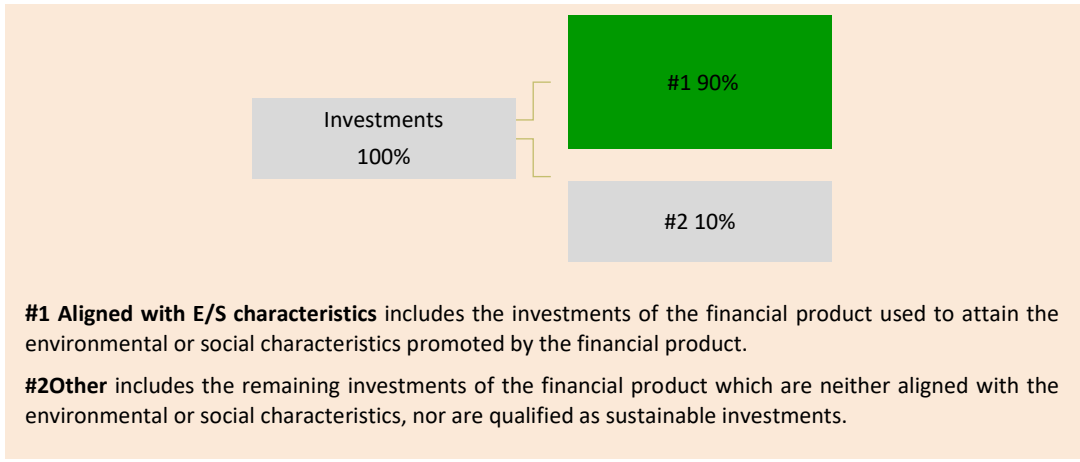 #1 90%
Investments
100%
#2 10%
#1 Aligned with E/S characteristics includes the investments of the financial product used to attain the
environmental or social characteristics promoted by the financial product.
#2Other includes the remaining investments of the financial product which are neither aligned with the
environmental or social characteristics, nor are qualified as sustainable investments.